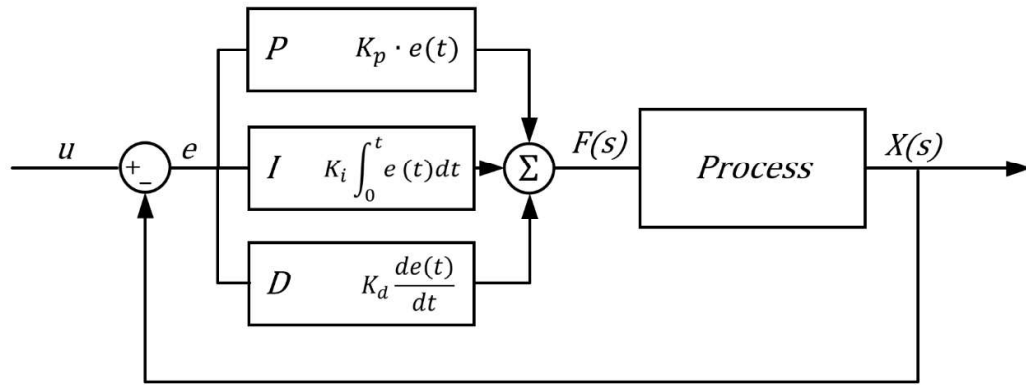 P K_p · e(t)
u
+
−
e
I K_i ∫_0^t e (t)dt
Σ
F(s)
Process
X(s)
D K_d de(t)/dt